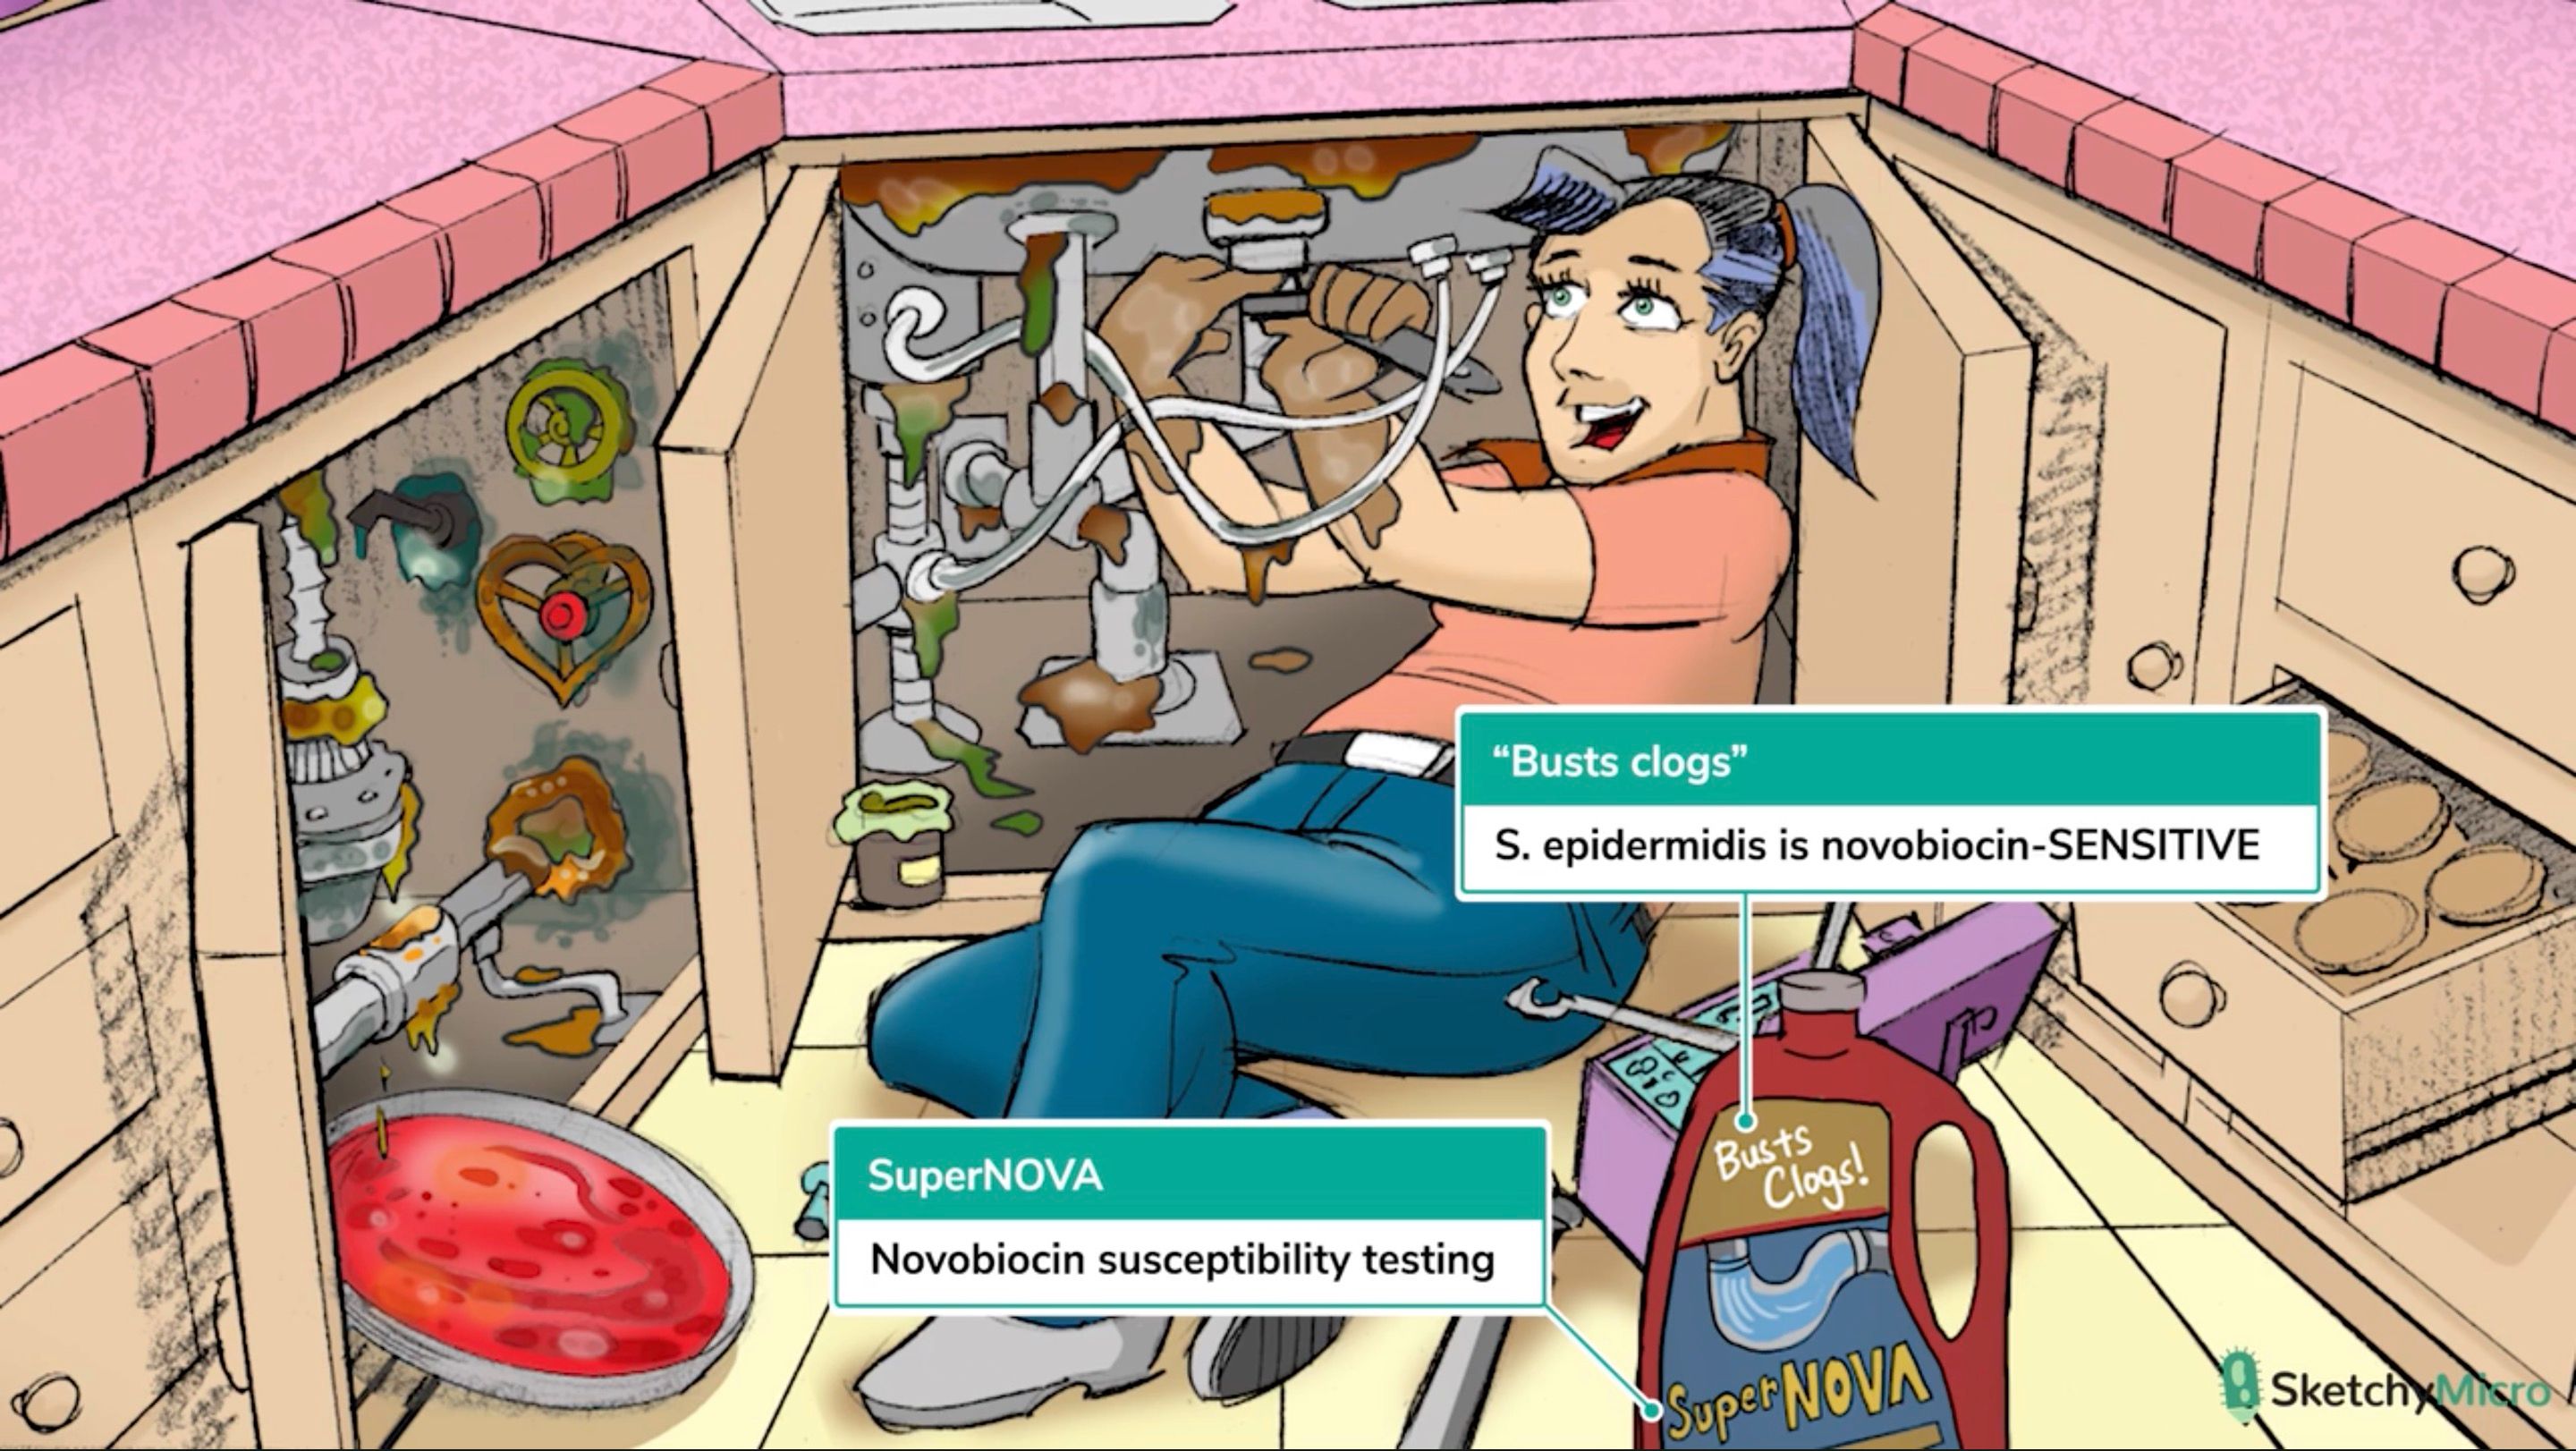 “Busts clogs”
S. epidermidis is novobiocin-SENSITIVE
Busts
Clogs!
SuperNOVA
Novobiocin susceptibility testing
SuperNOVA
SketchyMicro